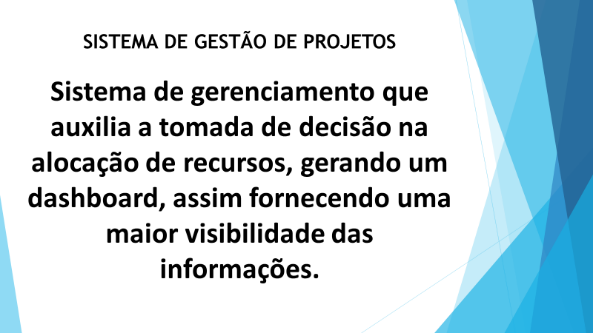 SISTEMA DE GESTÃO DE PROJETOS
Sistema de gerenciamento que
auxilia a tomada de decisão na
alocação de recursos, gerando um
dashboard, assim fornecendo uma
maior visibilidade das
informações.